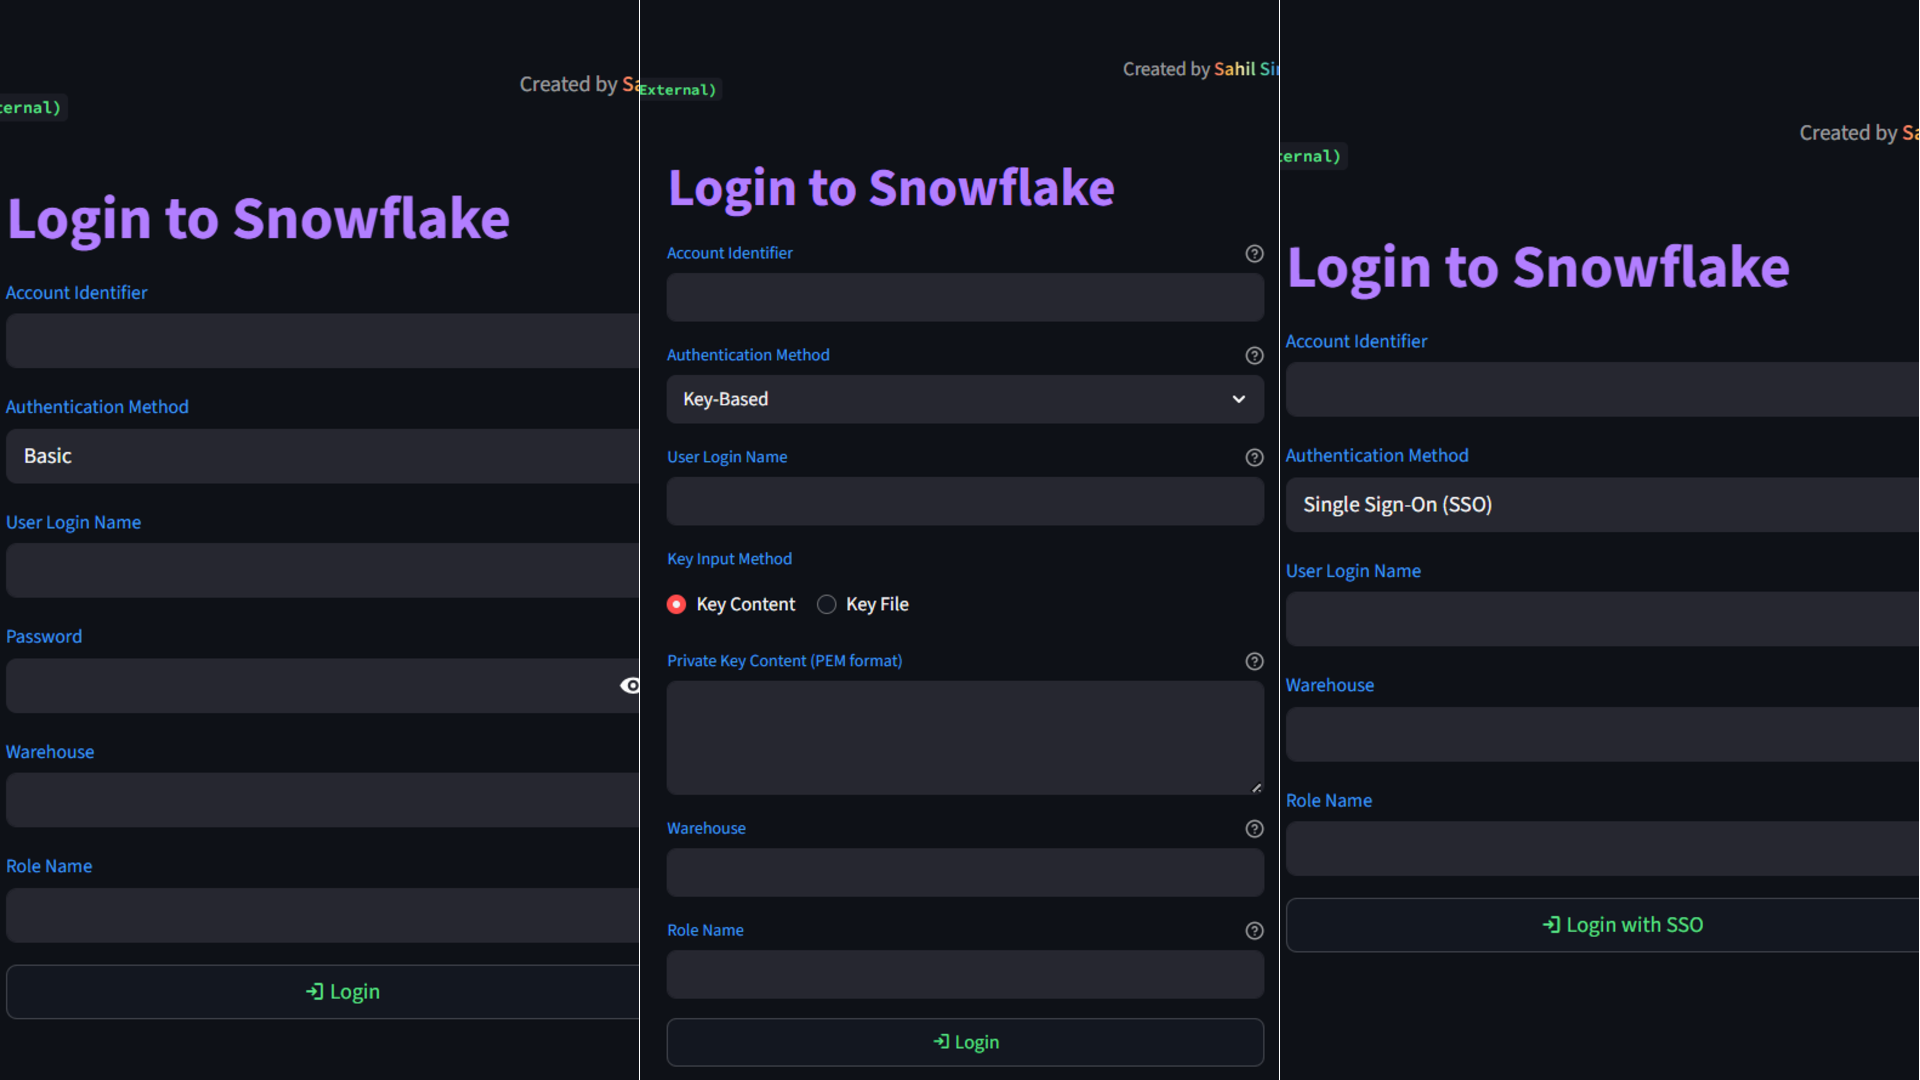 Created by Sa
ternal)
Login to Snowflake
Account Identifier
Authentication Method
Basic
User Login Name
Password
Warehouse
Role Name
Login
Created by Sahil Sin
External)
Login to Snowflake
Account Identifier
Authentication Method
Key-Based
User Login Name
Key Input Method
Key Content Key File
Private Key Content (PEM format)
Warehouse
Role Name
Login
Created by Sa
ternal)
Login to Snowflake
Account Identifier
Authentication Method
Single Sign-On (SSO)
User Login Name
Warehouse
Role Name
Login with SSO